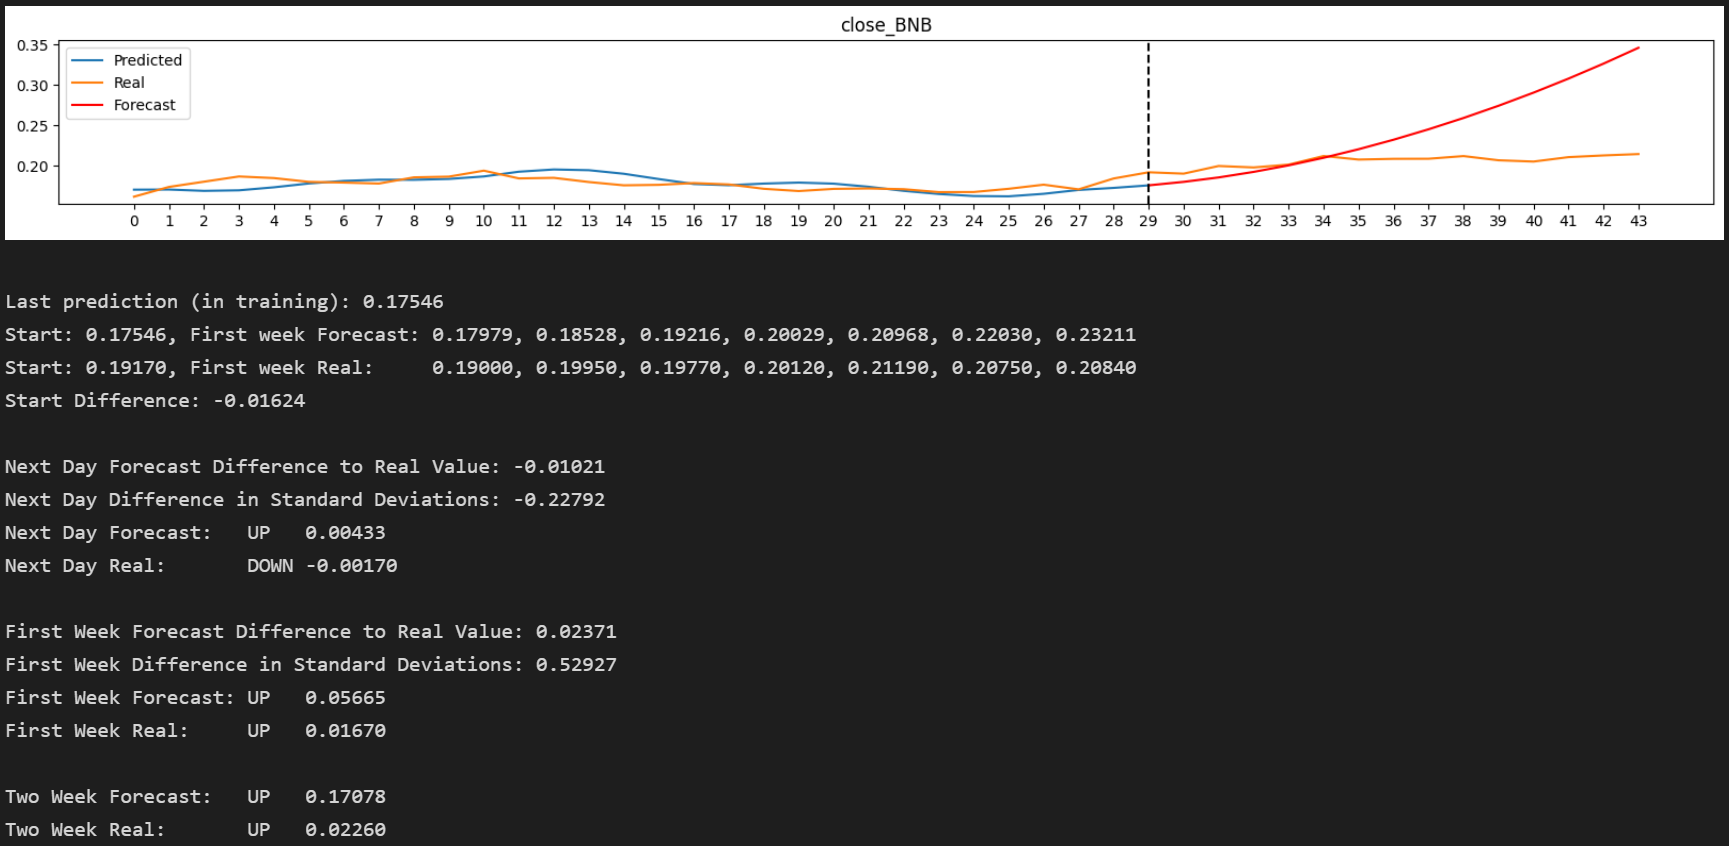 close_BNB
0.35
0.30
0.25
0.20
Predicted
Real
Forecast
0 1 2 3 4 5 6 7 8 9 10 11 12 13 14 15 16 17 18 19 20 21 22 23 24 25 26 27 28 29 30 31 32 33 34 35 36 37 38 39 40 41 42 43
Last prediction (in training): 0.17546
Start: 0.17546, First week Forecast: 0.17979, 0.18528, 0.19216, 0.20029, 0.20968, 0.22030, 0.23211
Start: 0.19170, First week Real: 0.19000, 0.19950, 0.19770, 0.20120, 0.21190, 0.20750, 0.20840
Start Difference: -0.01624
Next Day Forecast Difference to Real Value: -0.01021
Next Day Difference in Standard Deviations: -0.22792
Next Day Forecast: UP 0.00433
Next Day Real: DOWN -0.00170
First Week Forecast Difference to Real Value: 0.02371
First Week Difference in Standard Deviations: 0.52927
First Week Forecast: UP 0.05665
First Week Real: UP 0.01670
Two Week Forecast: UP 0.17078
Two Week Real: UP 0.02260